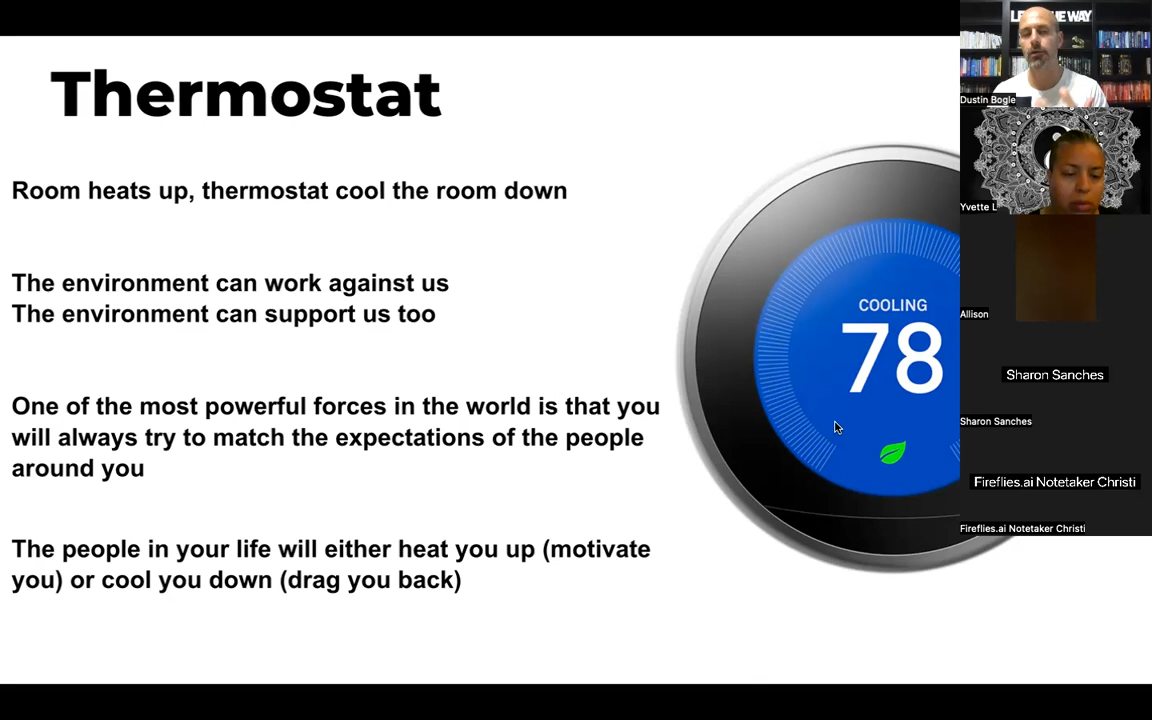 Thermostat
Room heats up, thermostat cool the room down
The environment can work against us
The environment can support us too
One of the most powerful forces in the world is that you
will always try to match the expectations of the people
around you
The people in your life will either heat you up (motivate
you) or cool you down (drag you back)
COOLING
78
THE WAY
Dustin Bogle
Yvette L
Allison
Sharon Sanches
Sharon Sanches
Fireflies.ai Notetaker Christi
Fireflies.ai Notetaker Christi